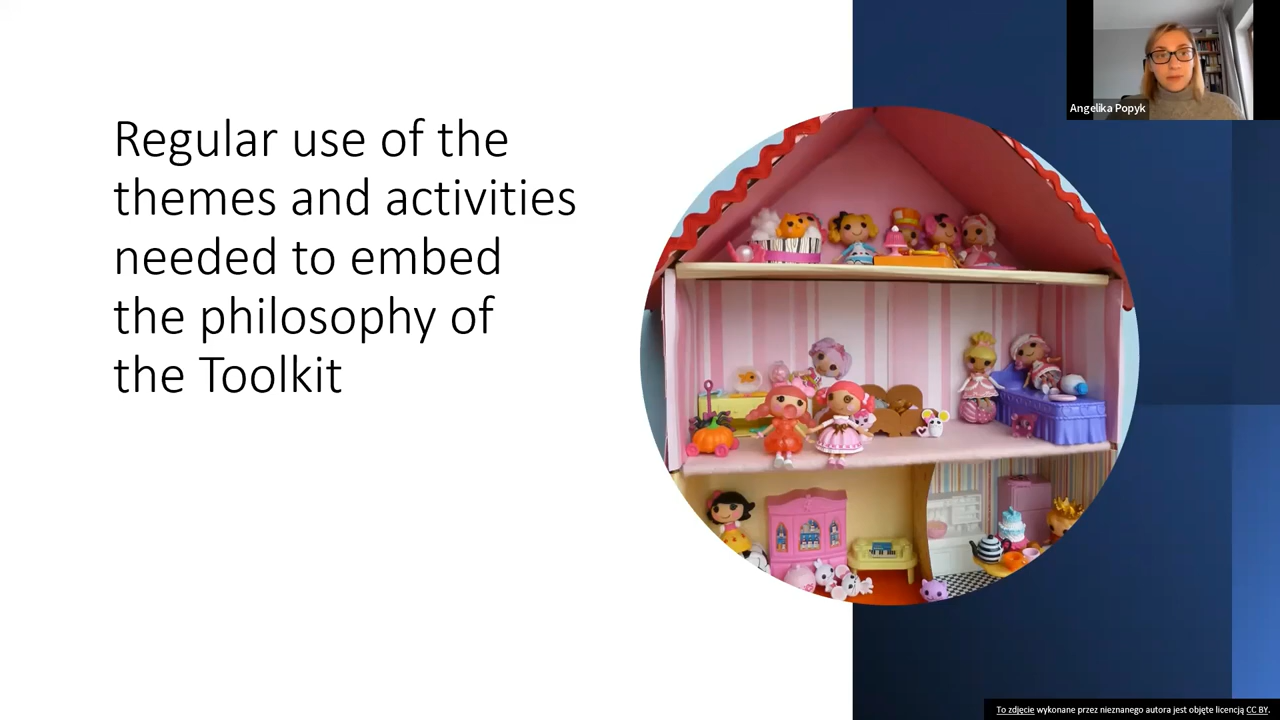 Regular use of the
themes and activities
needed to embed
the philosophy of
the Toolkit
Angelika Popyk
To zdjęcie wykonane przez nieznanego autora jest objęte licencją CC BY.